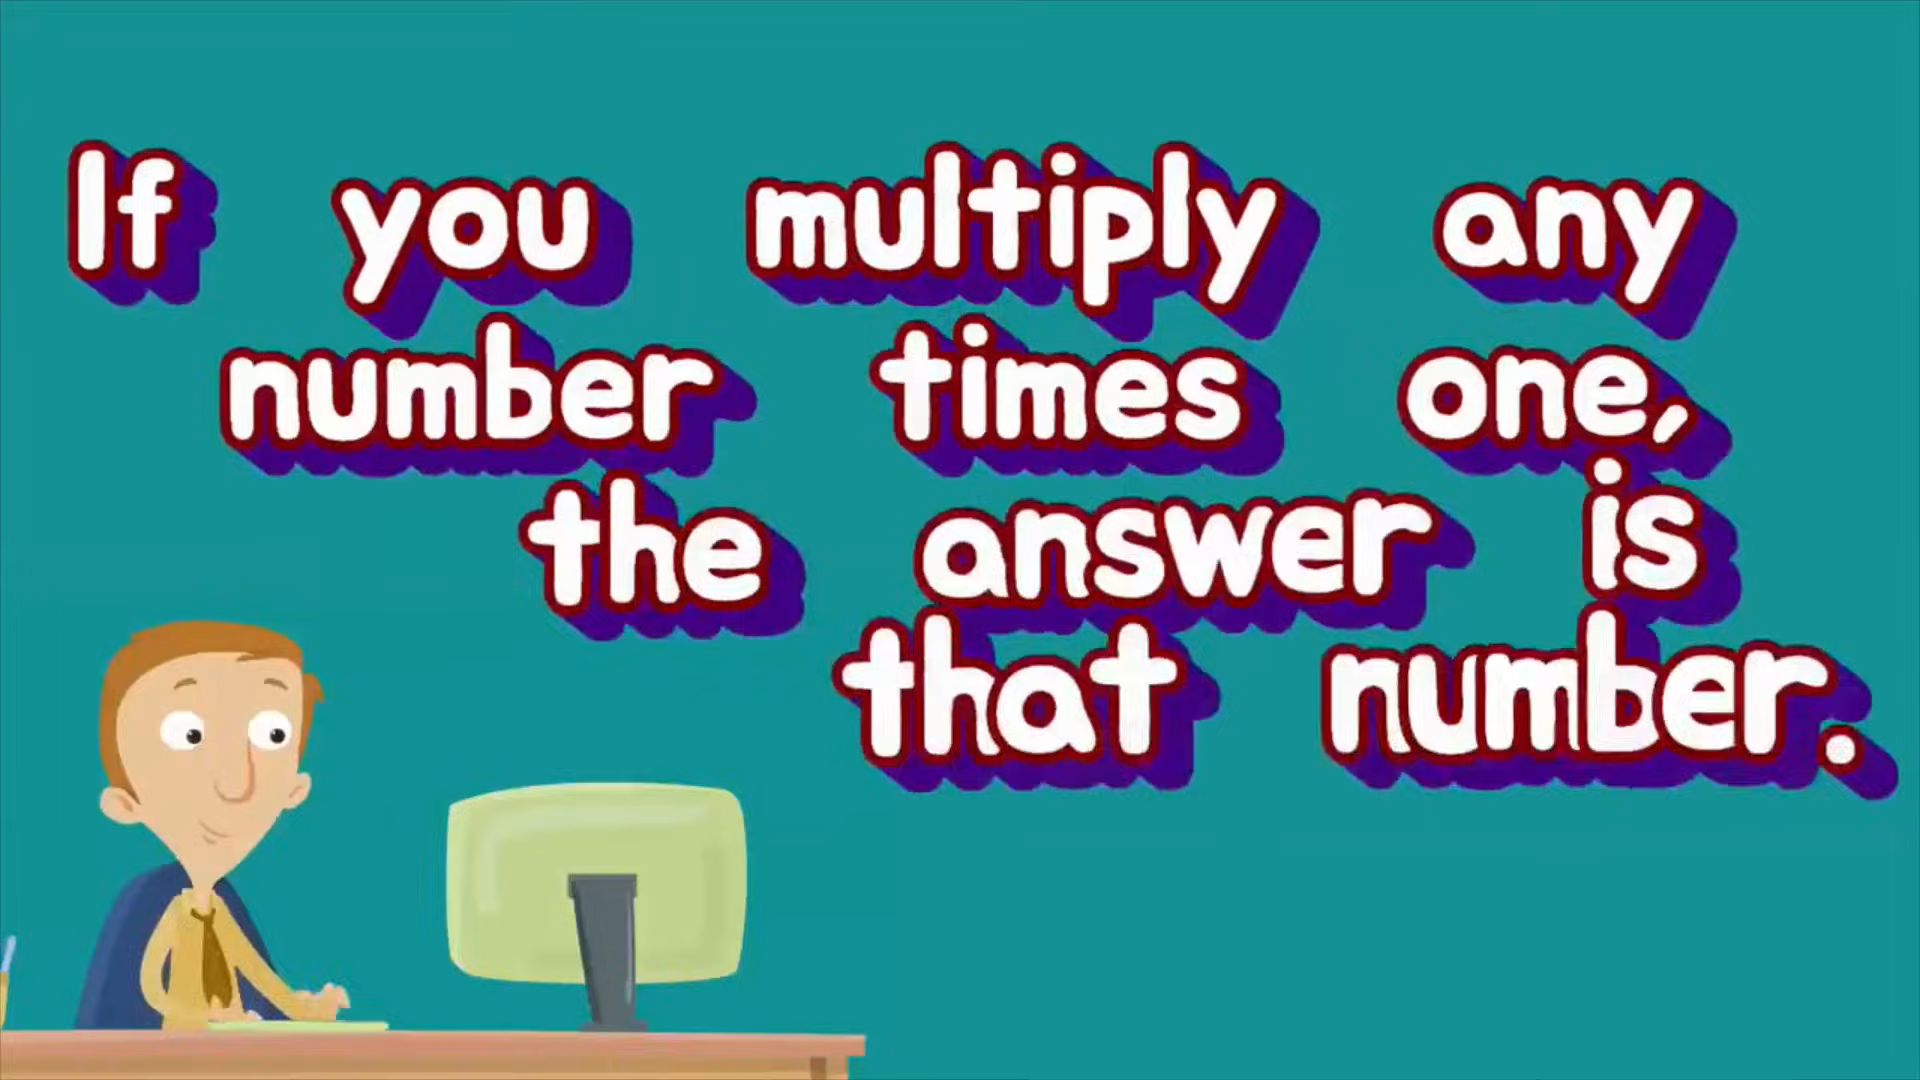 If you multiply any
number times one,
the answer is
that number.